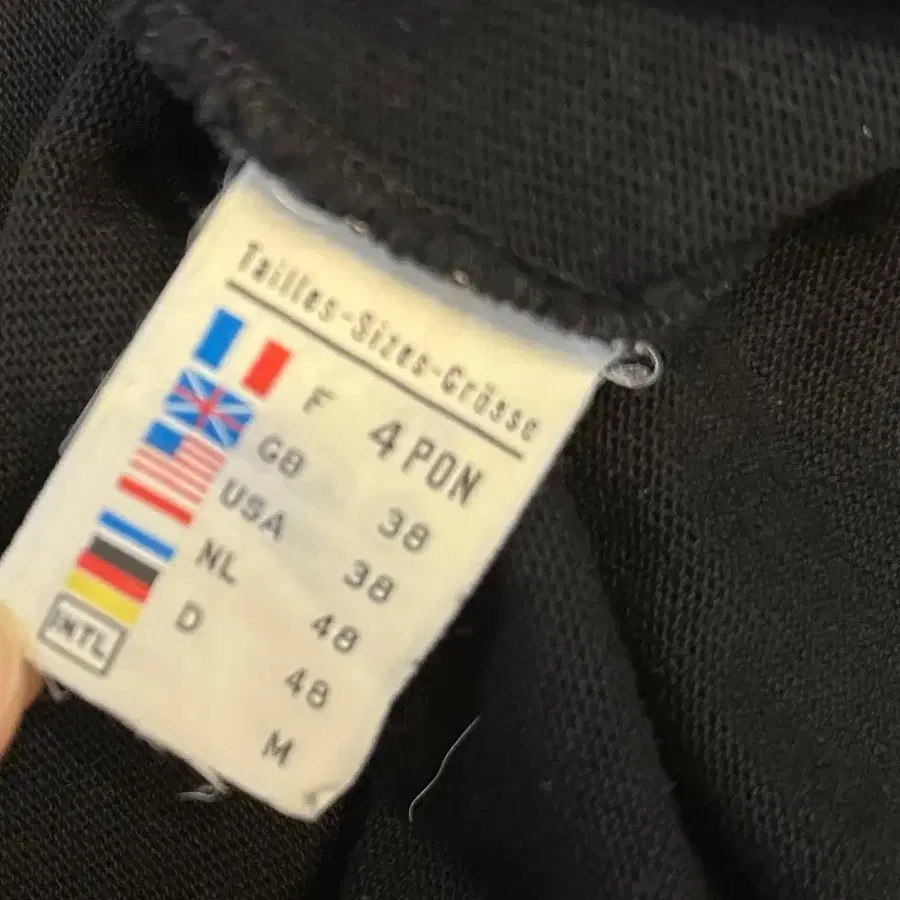 Tailles-Sizes-Grösse
F 4 PON
GB 38
USA 38
NL 48
D 48
INTL M